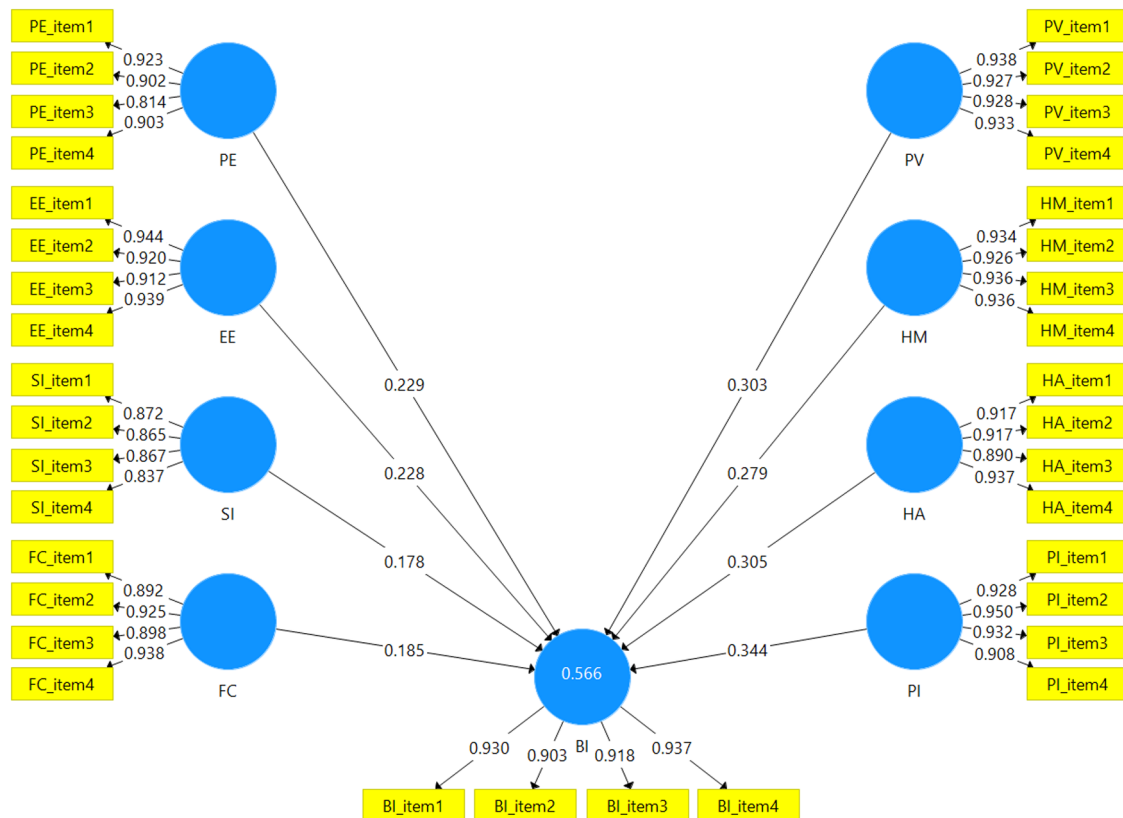 PE_item1
PE_item2
PE_item3
PE_item4
0.923
0.902
0.814
0.903
PE
EE_item1
EE_item2
EE_item3
EE_item4
0.944
0.920
0.912
0.939
EE
SI_item1
SI_item2
SI_item3
SI_item4
0.872
0.865
0.867
0.837
SI
FC_item1
FC_item2
FC_item3
FC_item4
0.892
0.925
0.898
0.938
FC
0.229
0.228
0.178
0.185
PV_item1
PV_item2
PV_item3
PV_item4
0.938
0.927
0.928
0.933
PV
HM_item1
HM_item2
HM_item3
HM_item4
0.934
0.926
0.936
0.936
HM
HA_item1
HA_item2
HA_item3
HA_item4
0.917
0.917
0.890
0.937
HA
PI_item1
PI_item2
PI_item3
PI_item4
0.928
0.950
0.932
0.908
PI
0.303
0.279
0.305
0.344
0.566
BI
0.930
0.903
0.918
0.937
BI_item1
BI_item2
BI_item3
BI_item4